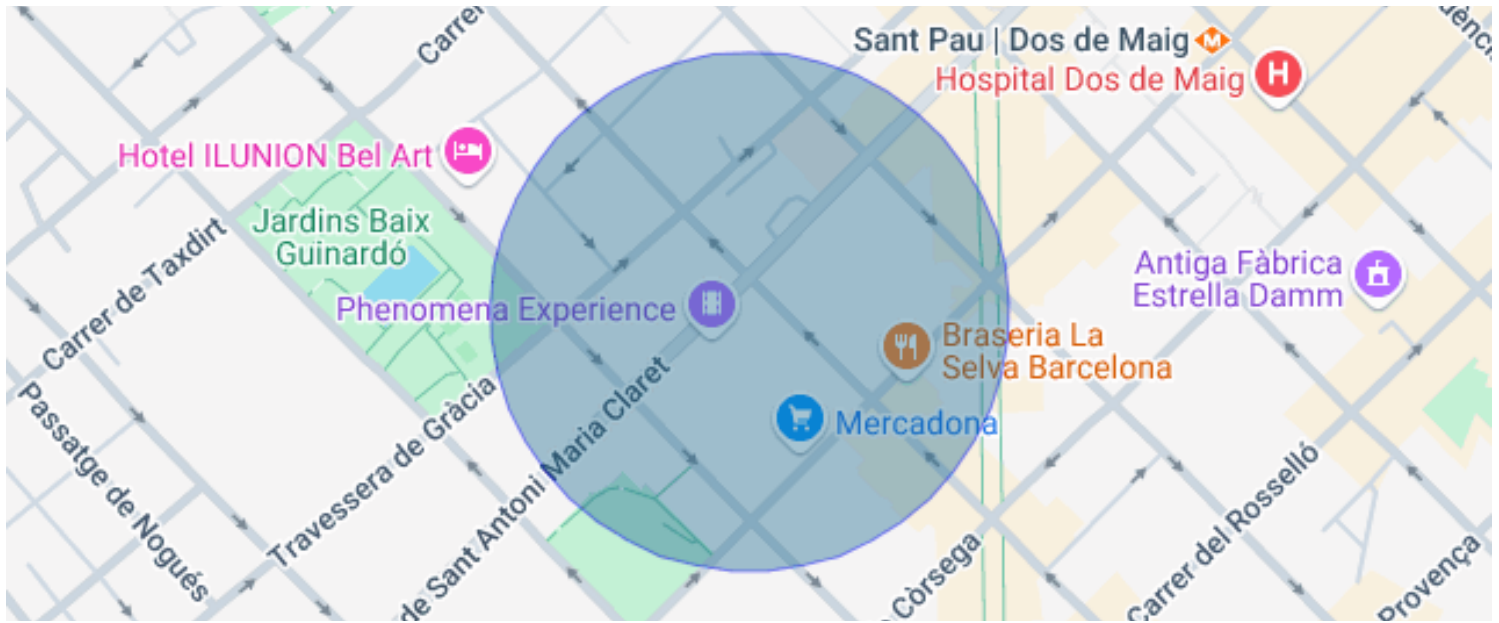 Carrer
Sant Pau | Dos de Maig
M
Hospital Dos de Maig
H
Hotel ILUNION Bel Art
Jardins Baix
Guinardó
Carrer de Taxdirt
Phenomena Experience
Antiga Fàbrica
Estrella Damm
Braseria La
Selva Barcelona
Mercadona
Passatge de Nogués
Travessera de Gràcia
de Sant Antoni Maria Claret
Còrsega
Carrer del Rosselló
Provença